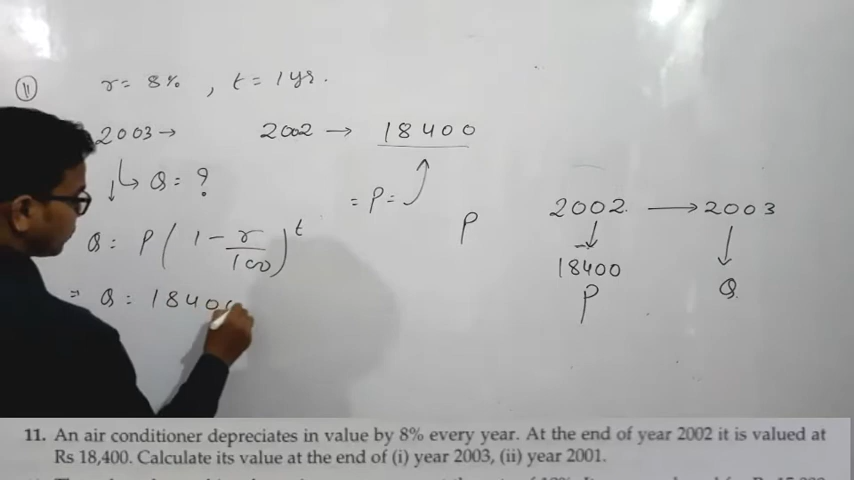 (11) r = 8% , t = 1 yr.
2003 → 2002 → 18400
Q = ?
= P =
P
Q = P ( 1 - r/100 )^t
⇒ Q = 18400
2002 → 2003
18400
P Q
11. An air conditioner depreciates in value by 8% every year. At the end of year 2002 it is valued at
Rs 18,400. Calculate its value at the end of (i) year 2003, (ii) year 2001.